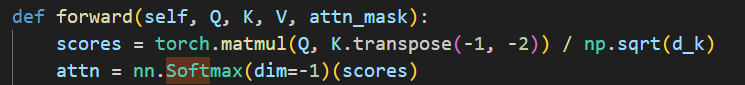 def forward(self, Q, K, V, attn_mask):
    scores = torch.matmul(Q, K.transpose(-1, -2)) / np.sqrt(d_k)
    attn = nn.Softmax(dim=-1)(scores)